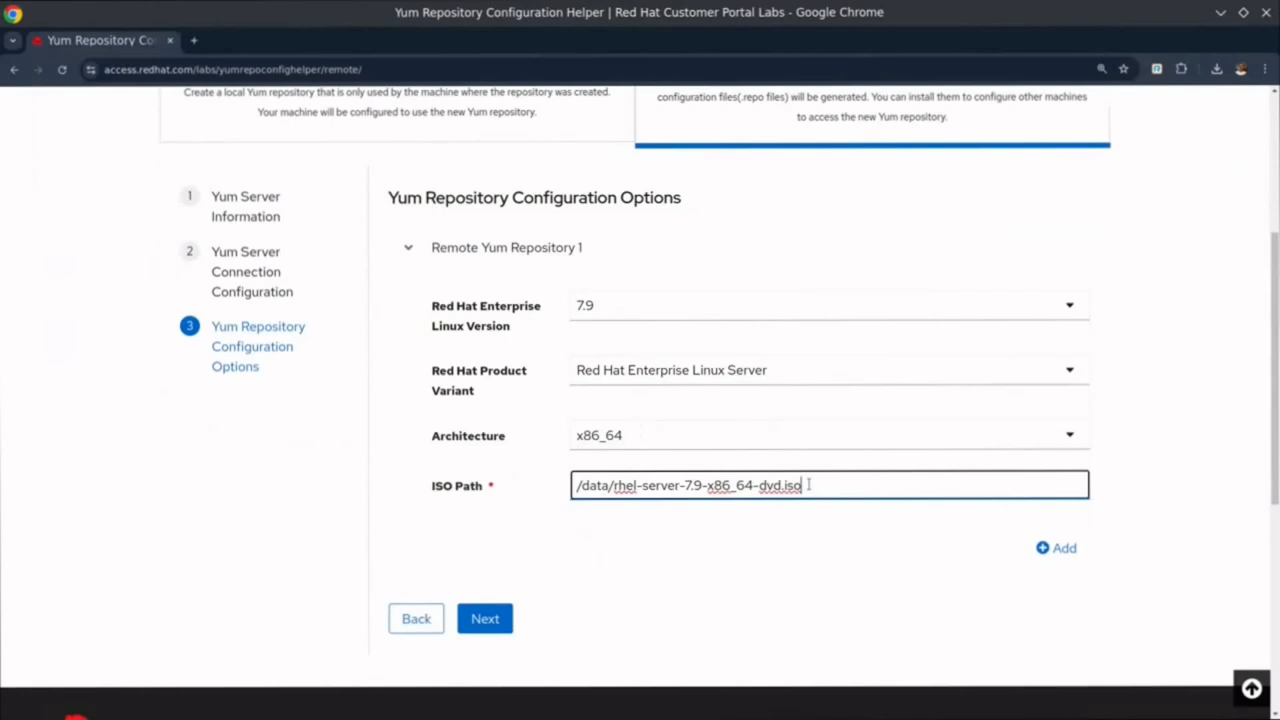 Yum Repository Configuration Helper | Red Hat Customer Portal Labs - Google Chrome
Yum Repository Co
access.redhat.com/labs/yumrepoconfighelper/remote/
Create a local Yum repository that is only used by the machine where the repository was created.
Your machine will be configured to use the new Yum repository.
configuration files(.repo files) will be generated. You can install them to configure other machines
to access the new Yum repository.
1 Yum Server
Information
2 Yum Server
Connection
Configuration
3 Yum Repository
Configuration
Options
Yum Repository Configuration Options
Remote Yum Repository 1
Red Hat Enterprise
Linux Version
7.9
Red Hat Product
Variant
Red Hat Enterprise Linux Server
Architecture
x86_64
ISO Path *
/data/rhel-server-7.9-x86_64-dvd.iso
Add
Back
Next